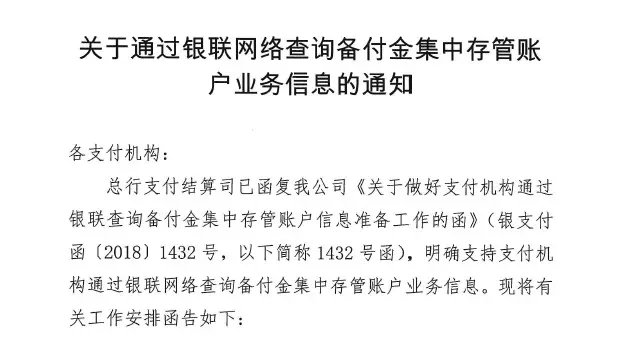 关于通过银联网络查询备付金集中存管账
户业务信息的通知
各支付机构：
总行支付结算司已函复我公司《关于做好支付机构通过
银联查询备付金集中存管账户信息准备工作的函》（银支付
函〔2018〕1432 号，以下简称 1432 号函），明确支持支付机
构通过银联网络查询备付金集中存管账户业务信息。现将有
关工作安排函告如下：